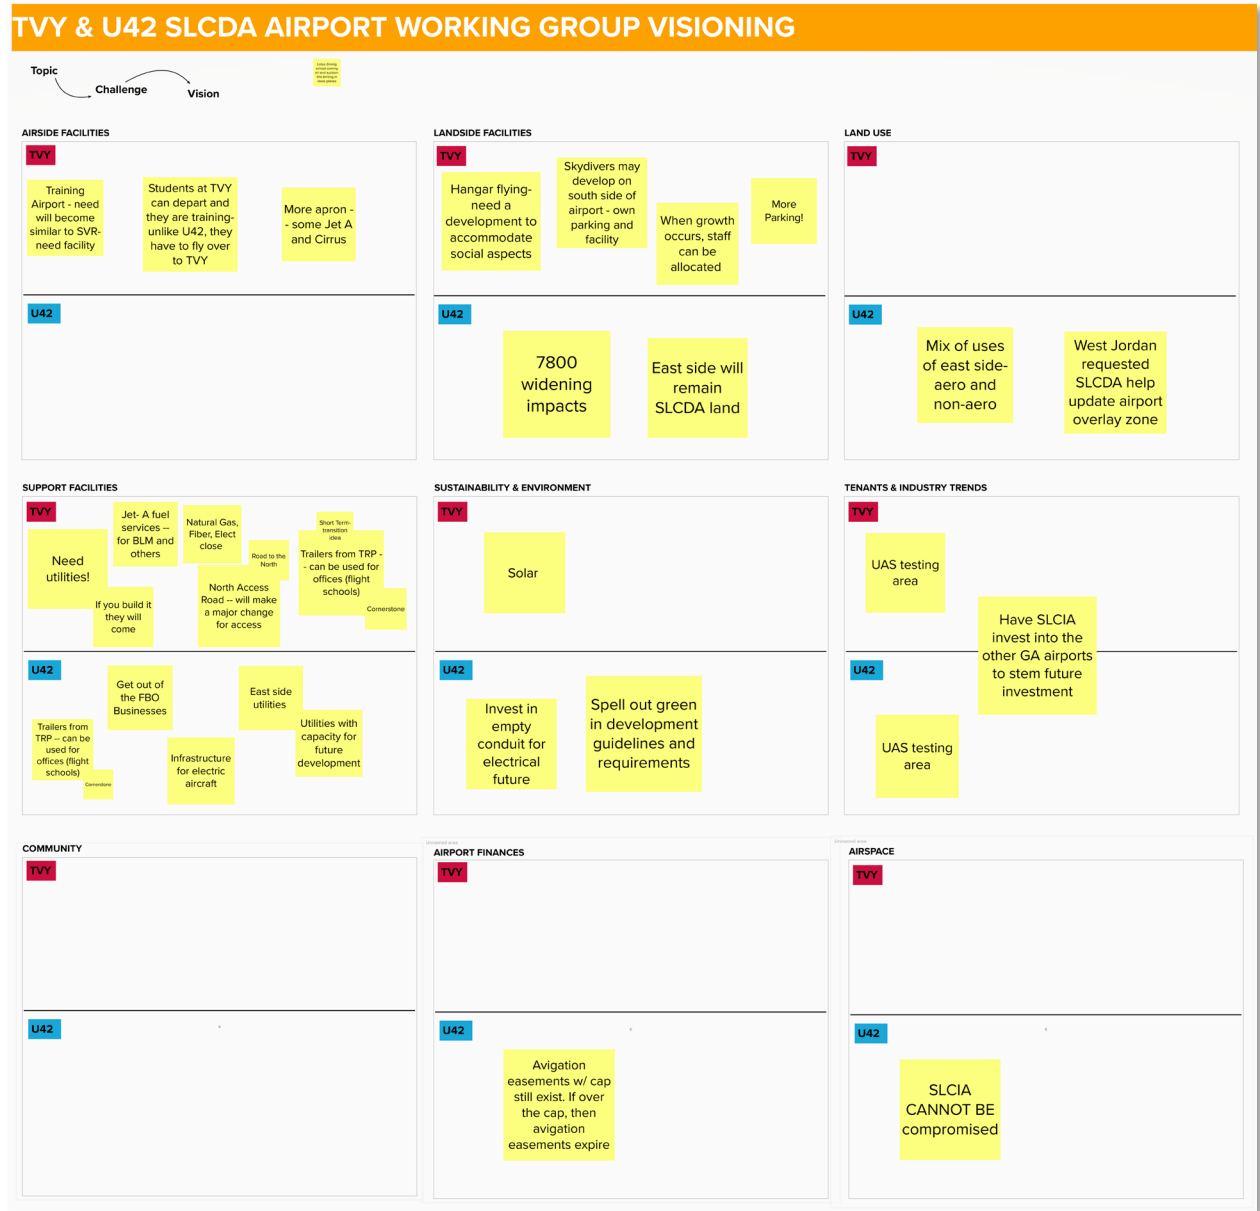 TVY & U42 SLCDA AIRPORT WORKING GROUP VISIONING
Topic
Challenge
Vision
AIRSIDE FACILITIES
TVY
Training
Airport - need
will become
similar to SVR-
need facility
Students at TVY
can depart and
they are training-
unlike U42, they
have to fly over
to TVY
More apron -
- some Jet A
and Cirrus
U42
LANDSIDE FACILITIES
TVY
Hangar flying-
need a
development to
accommodate
social aspects
Skydivers may
develop on
south side of
airport - own
parking and
facility
When growth
occurs, staff
can be
allocated
More
Parking!
U42
7800
widening
impacts
East side will
remain
SLCDA land
LAND USE
TVY
U42
Mix of uses
of east side-
aero and
non-aero
West Jordan
requested
SLCDA help
update airport
overlay zone
SUPPORT FACILITIES
TVY
Need
utilities!
Jet- A fuel
services --
for BLM and
others
If you build it
they will
come
Natural Gas,
Fiber, Elect
close
Road to the
North
North Access
Road -- will make
a major change
for access
Short Term-
transition
idea
Trailers from TRP -
- can be used for
offices (flight
schools)
Cornerstone
U42
Trailers from
TRP -- can be
used for
offices (flight
schools)
Cornerstone
Get out of
the FBO
Businesses
Infrastructure
for electric
aircraft
East side
utilities
Utilities with
capacity for
future
development
SUSTAINABILITY & ENVIRONMENT
TVY
Solar
U42
Invest in
empty
conduit for
electrical
future
Spell out green
in development
guidelines and
requirements
TENANTS & INDUSTRY TRENDS
TVY
UAS testing
area
Have SLCIA
invest into the
other GA airports
to stem future
investment
U42
UAS testing
area
COMMUNITY
TVY
U42
Unnamed area
AIRPORT FINANCES
TVY
U42
Avigation
easements w/ cap
still exist. If over
the cap, then
avigation
easements expire
Unnamed area
AIRSPACE
TVY
U42
SLCIA
CANNOT BE
compromised